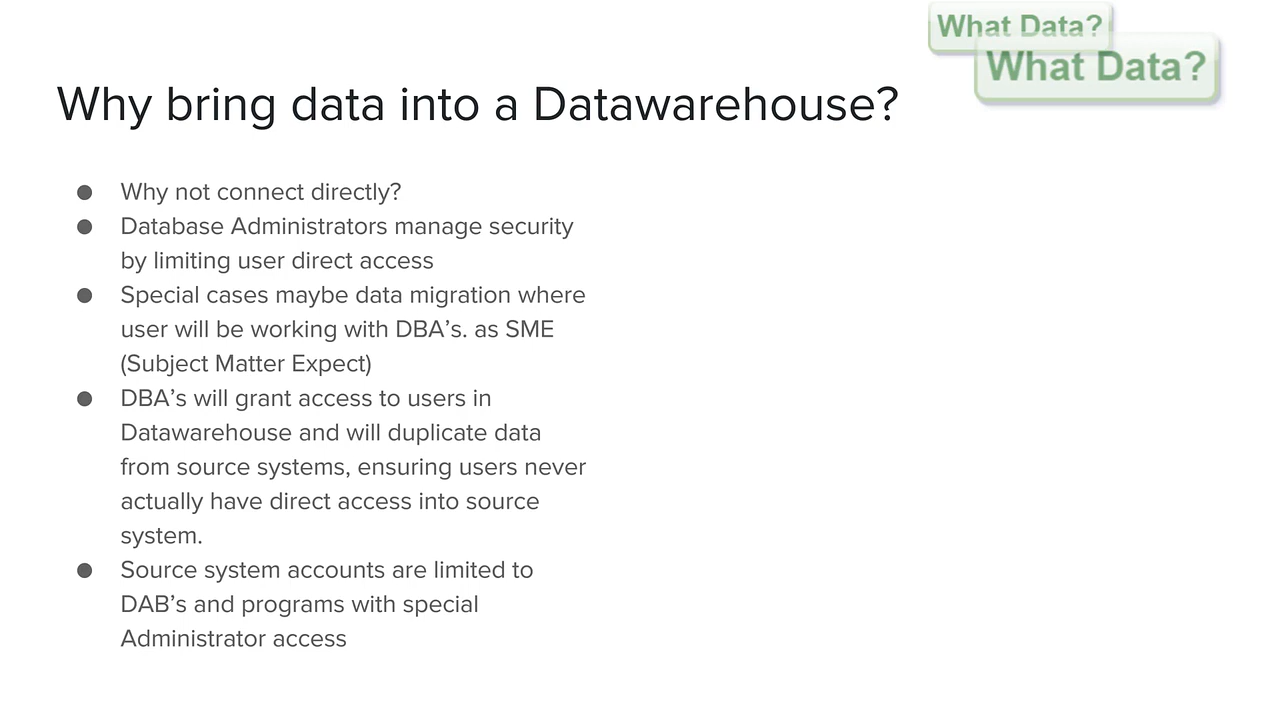 What Data?
What Data?
Why bring data into a Datawarehouse?
● Why not connect directly?
● Database Administrators manage security
by limiting user direct access
● Special cases maybe data migration where
user will be working with DBA’s. as SME
(Subject Matter Expect)
● DBA’s will grant access to users in
Datawarehouse and will duplicate data
from source systems, ensuring users never
actually have direct access into source
system.
● Source system accounts are limited to
DAB’s and programs with special
Administrator access